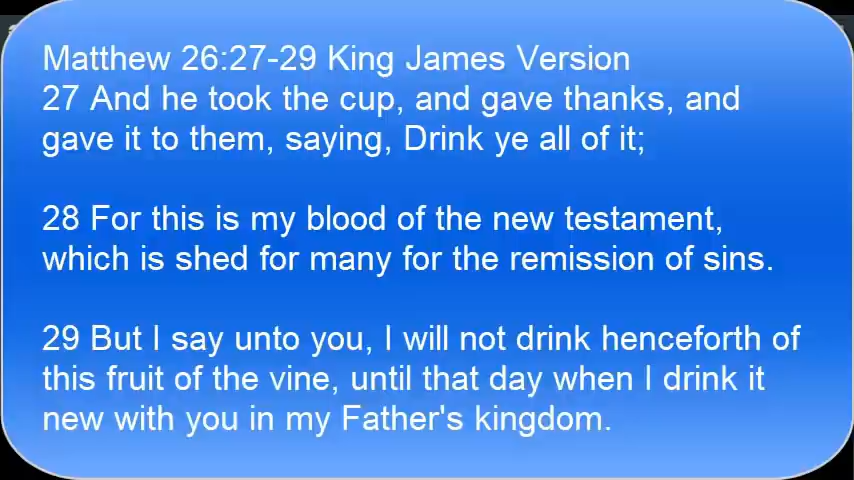 Matthew 26:27-29 King James Version
27 And he took the cup, and gave thanks, and
gave it to them, saying, Drink ye all of it;
28 For this is my blood of the new testament,
which is shed for many for the remission of sins.
29 But I say unto you, I will not drink henceforth of
this fruit of the vine, until that day when I drink it
new with you in my Father's kingdom.